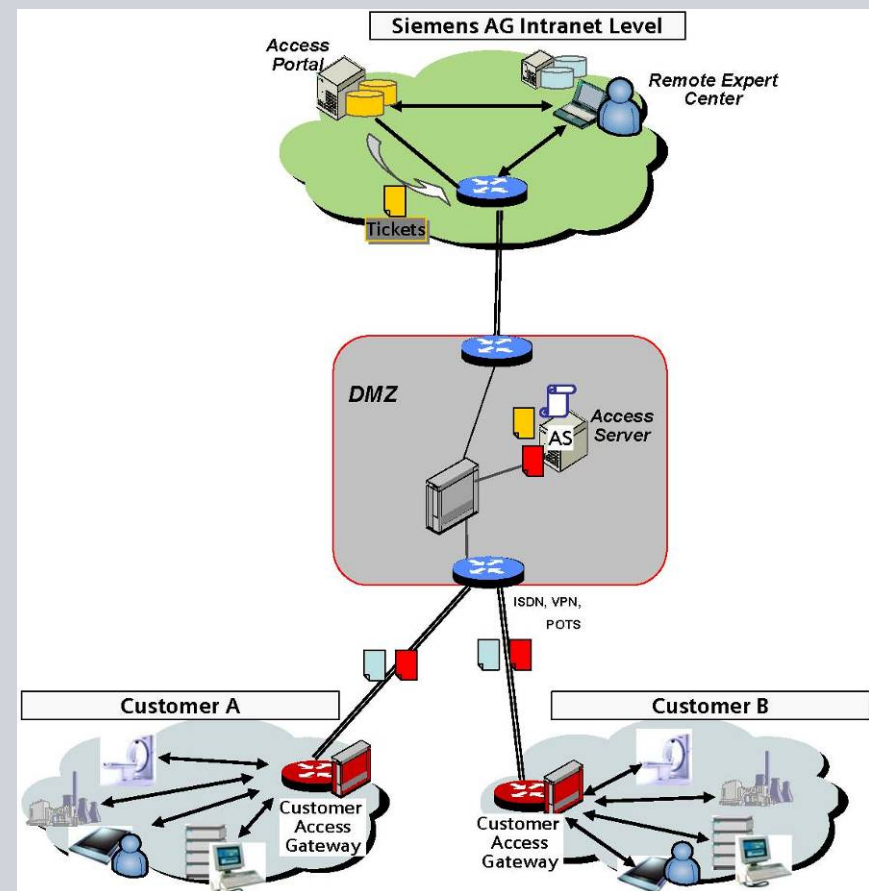 Siemens AG Intranet Level
Access
Portal
Remote Expert
Center
Tickets
DMZ
Access
Server
AS
ISDN, VPN,
POTS
Customer A
Customer B
Customer
Access
Gateway
Customer
Access
Gateway